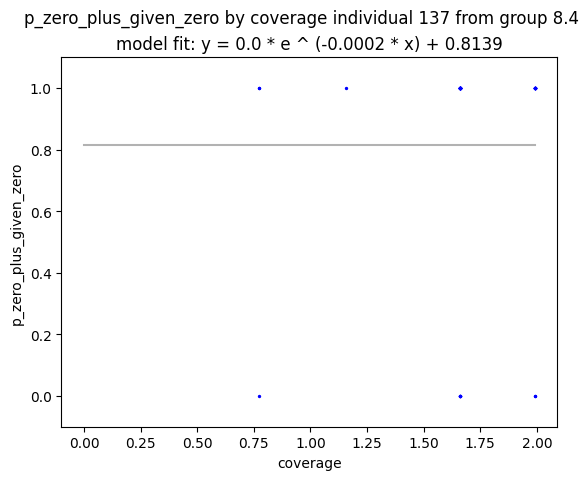 p_zero_plus_given_zero by coverage individual 137 from group 8.4
model fit: y = 0.0 * e ^ (-0.0002 * x) + 0.8139
1.0
0.8
0.6
0.4
0.2
0.0
p_zero_plus_given_zero
0.00 0.25 0.50 0.75 1.00 1.25 1.50 1.75 2.00
coverage